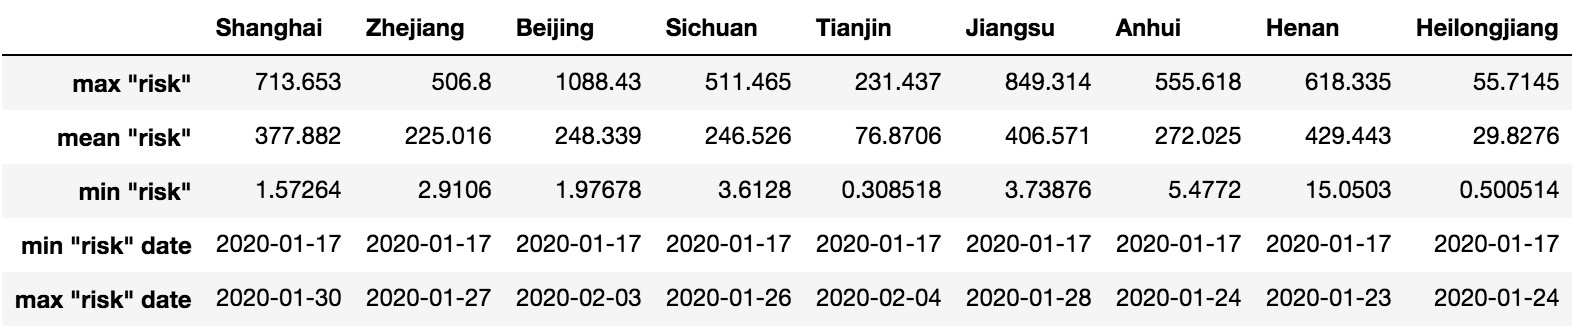 Shanghai Zhejiang Beijing Sichuan Tianjin Jiangsu Anhui Henan Heilongjiang
max "risk" 713.653 506.8 1088.43 511.465 231.437 849.314 555.618 618.335 55.7145
mean "risk" 377.882 225.016 248.339 246.526 76.8706 406.571 272.025 429.443 29.8276
min "risk" 1.57264 2.9106 1.97678 3.6128 0.308518 3.73876 5.4772 15.0503 0.500514
min "risk" date 2020-01-17 2020-01-17 2020-01-17 2020-01-17 2020-01-17 2020-01-17 2020-01-17 2020-01-17 2020-01-17
max "risk" date 2020-01-30 2020-01-27 2020-02-03 2020-01-26 2020-02-04 2020-01-28 2020-01-24 2020-01-23 2020-01-24